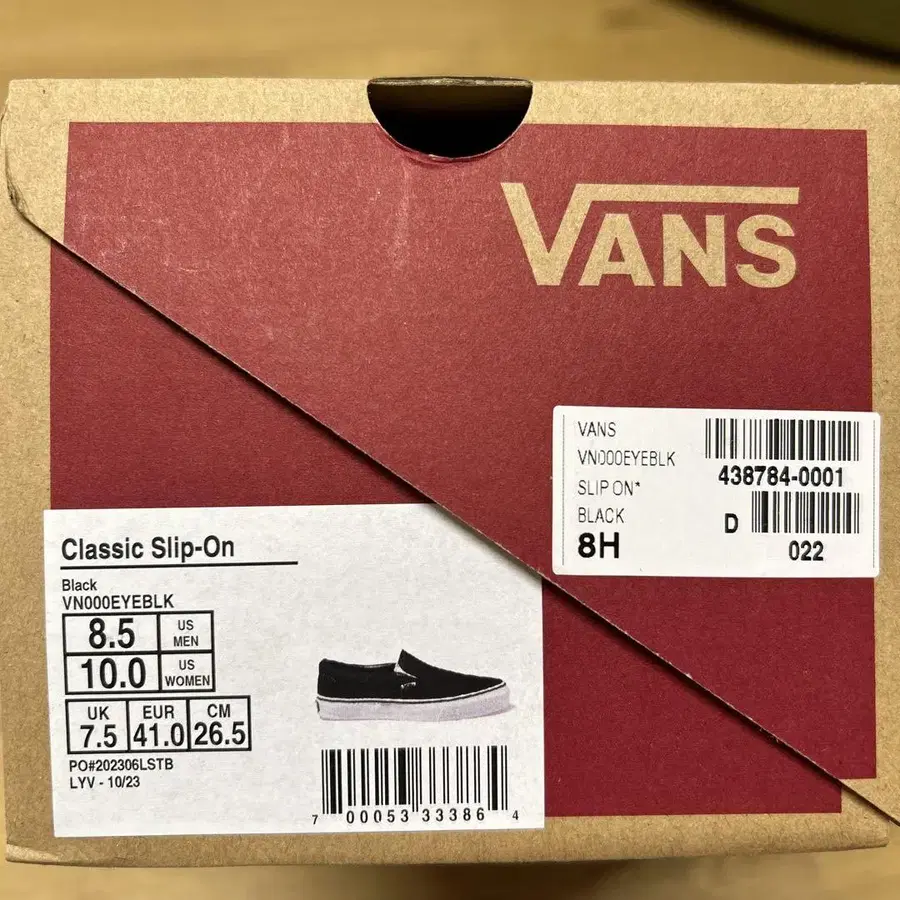 VANS
VANS
VN000EYEBLK
SLIP ON*
BLACK
8H
438784-0001
D
022
Classic Slip-On
Black
VN000EYEBLK
8.5 US MEN
10.0 US WOMEN
UK EUR CM
7.5 41.0 26.5
PO#202306LSTB
LYV - 10/23
7 00053 33386 4